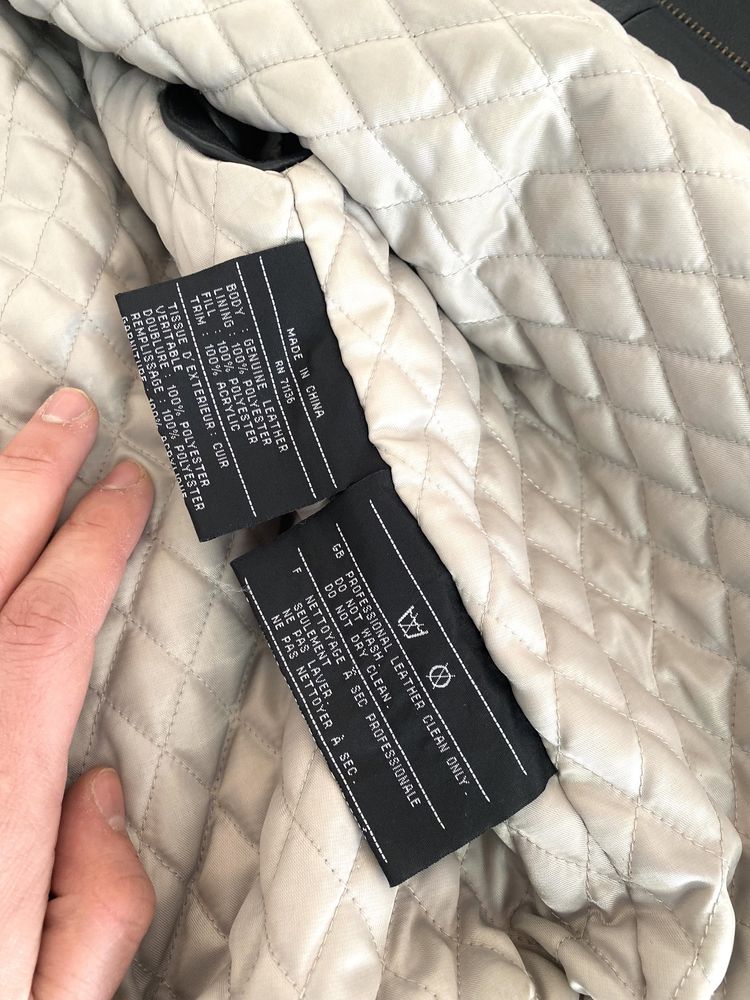 MADE IN CHINA
RN 71135
BODY : GENUINE LEATHER
LINING : 100% POLYESTER
FILL : 100% POLYESTER
TRIM : 100% ACRYLIC
TISSUE D'EXTERIEUR : CUIR
VERITABLE
DOUBLURE : 100% POLYESTER
REMPLISSAGE : 100% POLYESTER
GB PROFESSIONAL LEATHER CLEAN ONLY.
DO NOT WASH.
DO NOT DRY CLEAN.
F NETTOYAGE À SEC PROFESSIONALE
SEULEMENT
NE PAS LAVER.
NE PAS NETTOYER À SEC.